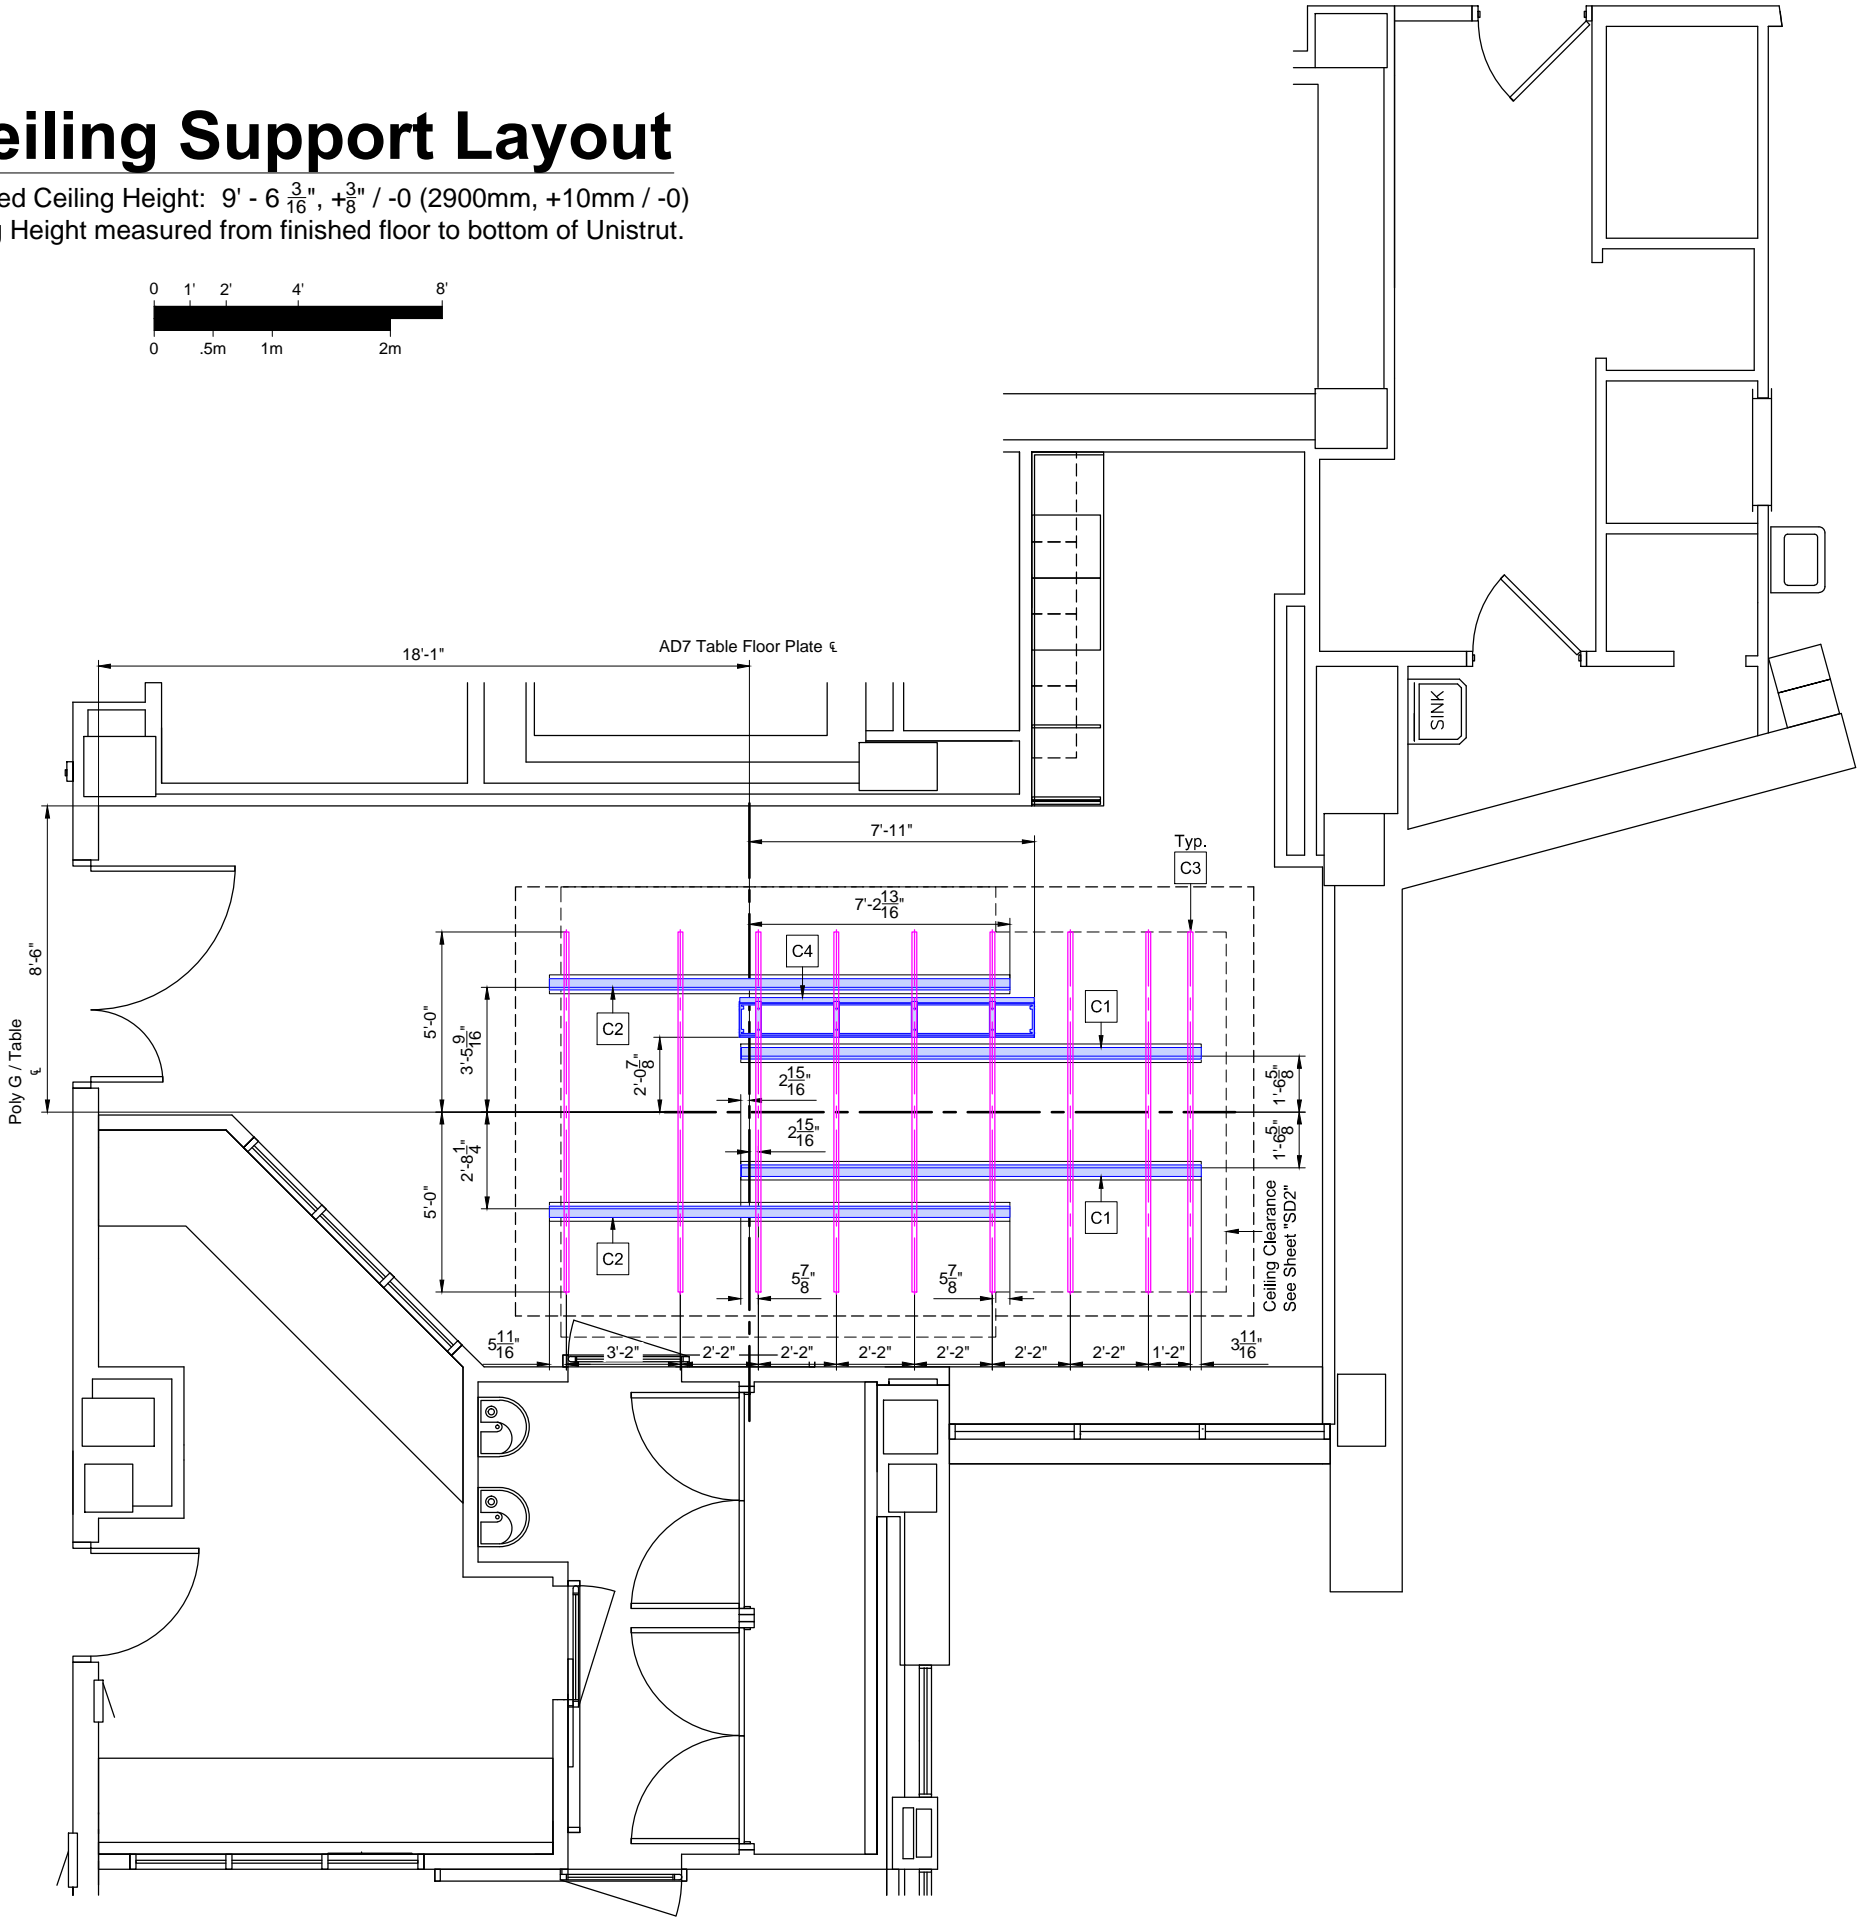 eiling Support Layout
ed Ceiling Height: 9' - 6 3/16", +3/8" / -0 (2900mm, +10mm / -0)
g Height measured from finished floor to bottom of Unistrut.
0 1' 2' 4' 8'
0 .5m 1m 2m
18'-1"
AD7 Table Floor Plate ℄
SINK
7'-11"
Typ.
C3
7'-2 13/16"
C4
8'-6"
5'-0"
3'-5 9/16"
C2
C1
2'-0 7/8"
2 15/16"
1'-6 5/8"
Poly G / Table
℄
2 15/16"
1'-6 5/8"
2'-8 1/4"
5'-0"
C2
C1
Ceiling Clearance
See Sheet "SD2"
5 7/8"
5 7/8"
5 11/16"
3'-2"
2'-2"
2'-2"
2'-2"
2'-2"
2'-2"
2'-2"
1'-2"
3 11/16"